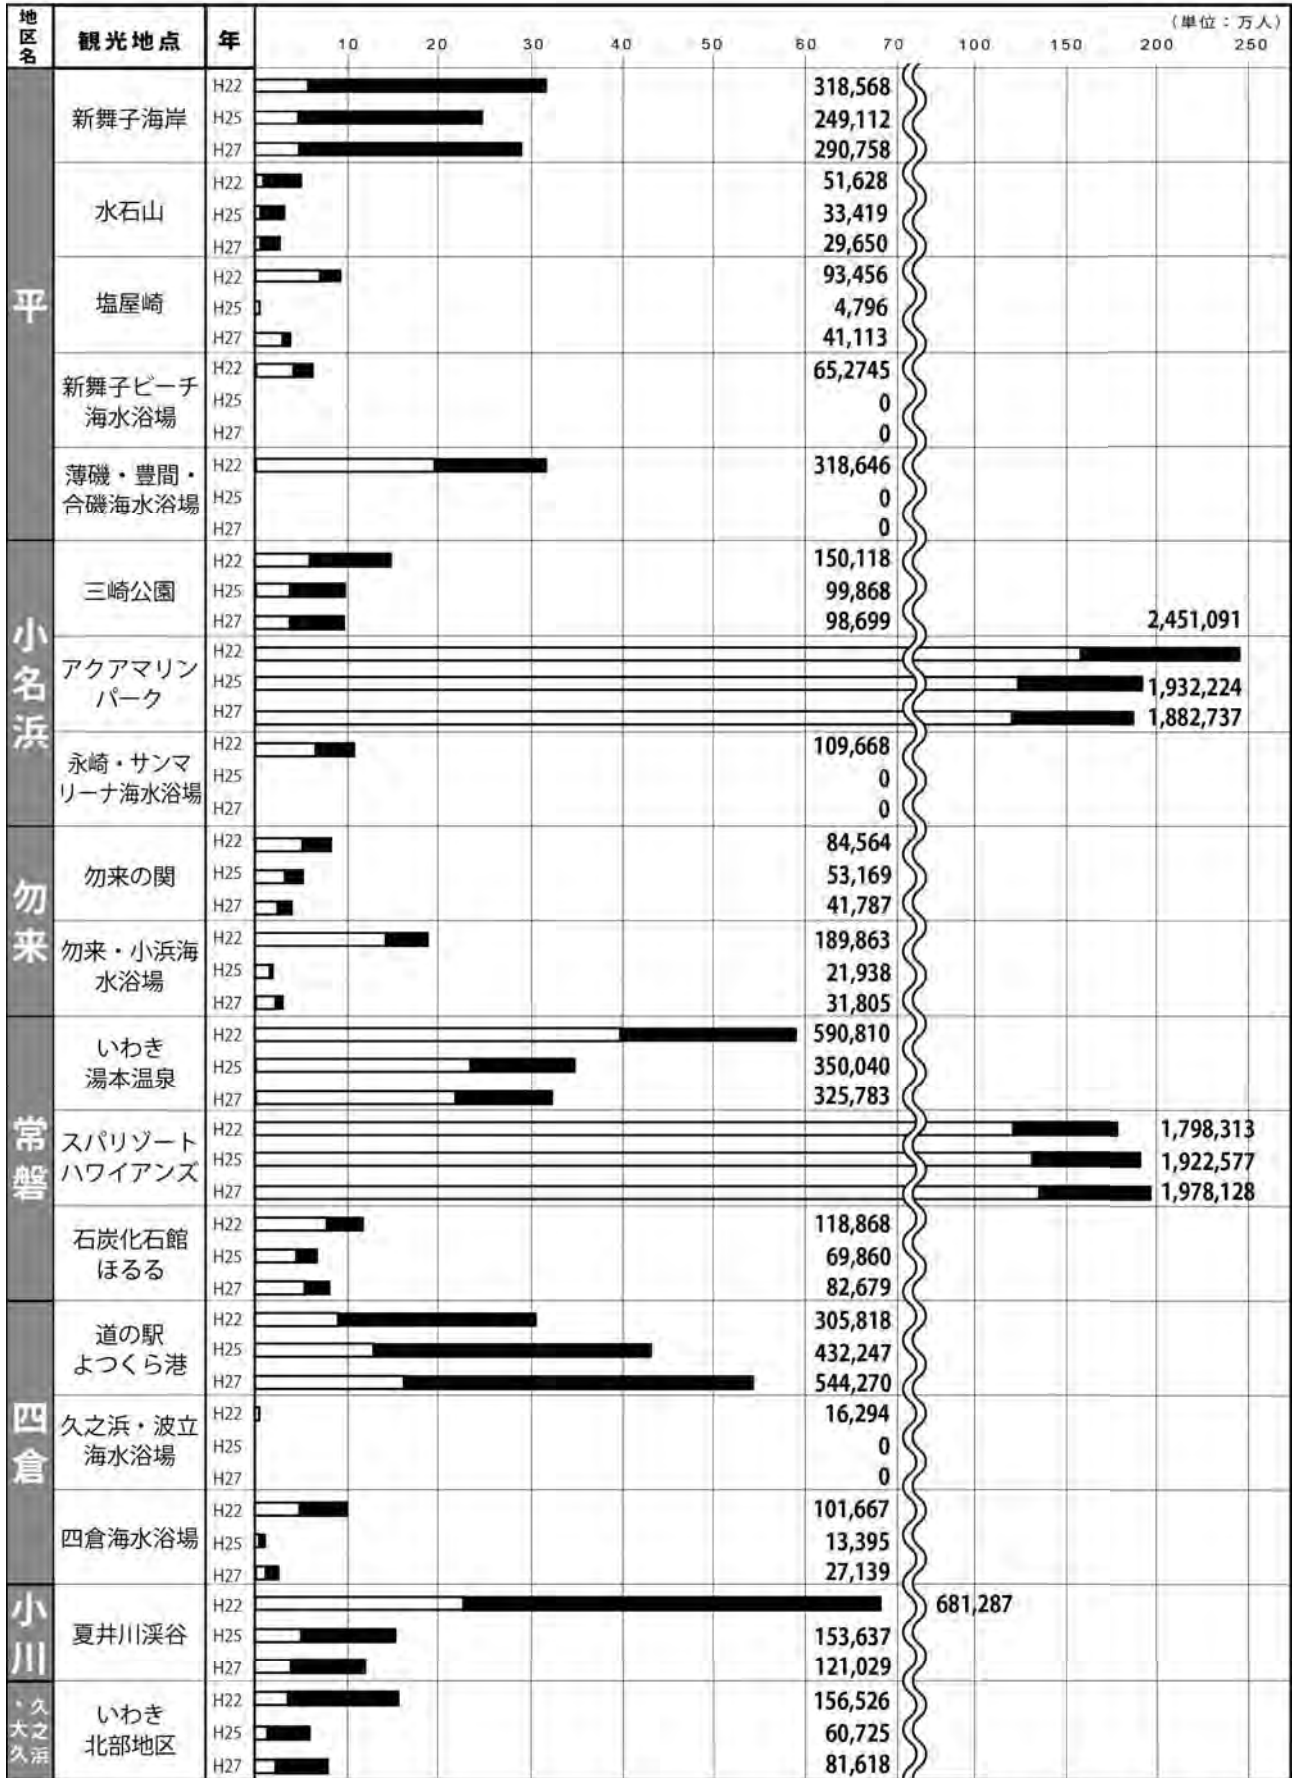 (単位：万人)
地区名 観光地点 年 10 20 30 40 50 60 70 100 150 200 250
平
新舞子海岸
H22 318,568
H25 249,112
H27 290,758
水石山
H22 51,628
H25 33,419
H27 29,650
塩屋崎
H22 93,456
H25 4,796
H27 41,113
新舞子ビーチ
海水浴場
H22 65,2745
H25 0
H27 0
薄磯・豊間・
合磯海水浴場
H22 318,646
H25 0
H27 0
小名浜
三崎公園
H22 150,118
H25 99,868
H27 98,699
アクアマリン
パーク
H22 2,451,091
H25 1,932,224
H27 1,882,737
永崎・サンマ
リーナ海水浴場
H22 109,668
H25 0
H27 0
勿来
勿来の関
H22 84,564
H25 53,169
H27 41,787
勿来・小浜海
水浴場
H22 189,863
H25 21,938
H27 31,805
常磐
いわき
湯本温泉
H22 590,810
H25 350,040
H27 325,783
スパリゾート
ハワイアンズ
H22 1,798,313
H25 1,922,577
H27 1,978,128
石炭化石館
ほるる
H22 118,868
H25 69,860
H27 82,679
四倉
道の駅
よつくら港
H22 305,818
H25 432,247
H27 544,270
久之浜・波立
海水浴場
H22 16,294
H25 0
H27 0
四倉海水浴場
H22 101,667
H25 13,395
H27 27,139
小川
夏井川渓谷
H22 681,287
H25 153,637
H27 121,029
久之浜・大久
いわき
北部地区
H22 156,526
H25 60,725
H27 81,618